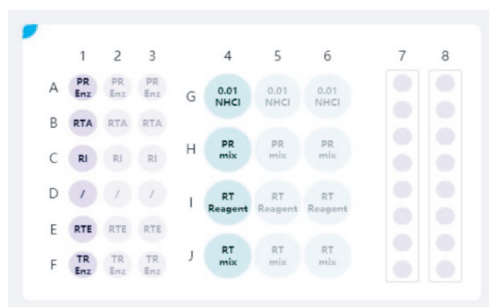 1 2 3 4 5 6 7 8
A PR Enz PR Enz PR Enz
G 0.01 NHCl 0.01 NHCl 0.01 NHCl
B RTA RTA RTA
H PR mix PR mix PR mix
C RI RI RI
D / / /
I RT Reagent RT Reagent RT Reagent
E RTE RTE RTE
J RT mix RT mix RT mix
F TR Enz TR Enz TR Enz